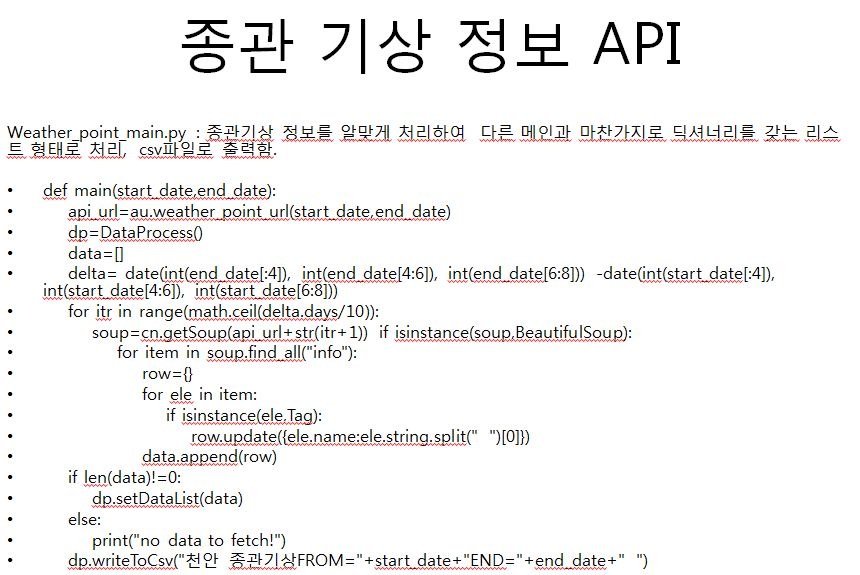 종관 기상 정보 API
Weather_point_main.py : 종관기상 정보를 알맞게 처리하여 다른 메인과 마찬가지로 딕셔너리를 갖는 리스
트 형태로 처리, csv파일로 출력함.
• def main(start_date,end_date):
• api_url=au.weather_point_url(start_date,end_date)
• dp=DataProcess()
• data=[]
• delta= date(int(end_date[:4]), int(end_date[4:6]), int(end_date[6:8])) -date(int(start_date[:4]),
int(start_date[4:6]), int(start_date[6:8]))
• for itr in range(math.ceil(delta.days/10)):
• soup=cn.getSoup(api_url+str(itr+1)) if isinstance(soup,BeautifulSoup):
• for item in soup.find_all("info"):
• row={}
• for ele in item:
• if isinstance(ele,Tag):
• row.update({ele.name:ele.string.split(" ")[0]})
• data.append(row)
• if len(data)!=0:
• dp.setDataList(data)
• else:
• print("no data to fetch!")
• dp.writeToCsv("천안 종관기상FROM="+start_date+"END="+end_date+" ")